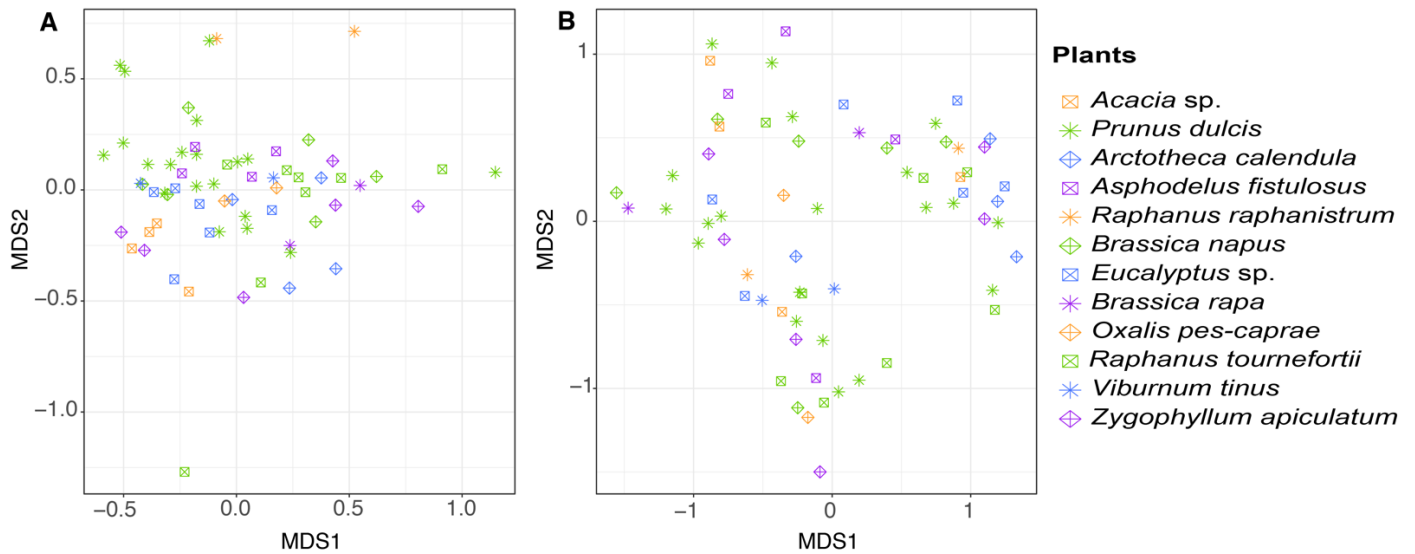 A
0.5
0.0
−0.5
−1.0
MDS2
−0.5
0.0
0.5
1.0
MDS1
B
1
0
−1
MDS2
−1
0
1
MDS1
Plants
Acacia sp.
Prunus dulcis
Arctotheca calendula
Asphodelus fistulosus
Raphanus raphanistrum
Brassica napus
Eucalyptus sp.
Brassica rapa
Oxalis pes-caprae
Raphanus tournefortii
Viburnum tinus
Zygophyllum apiculatum